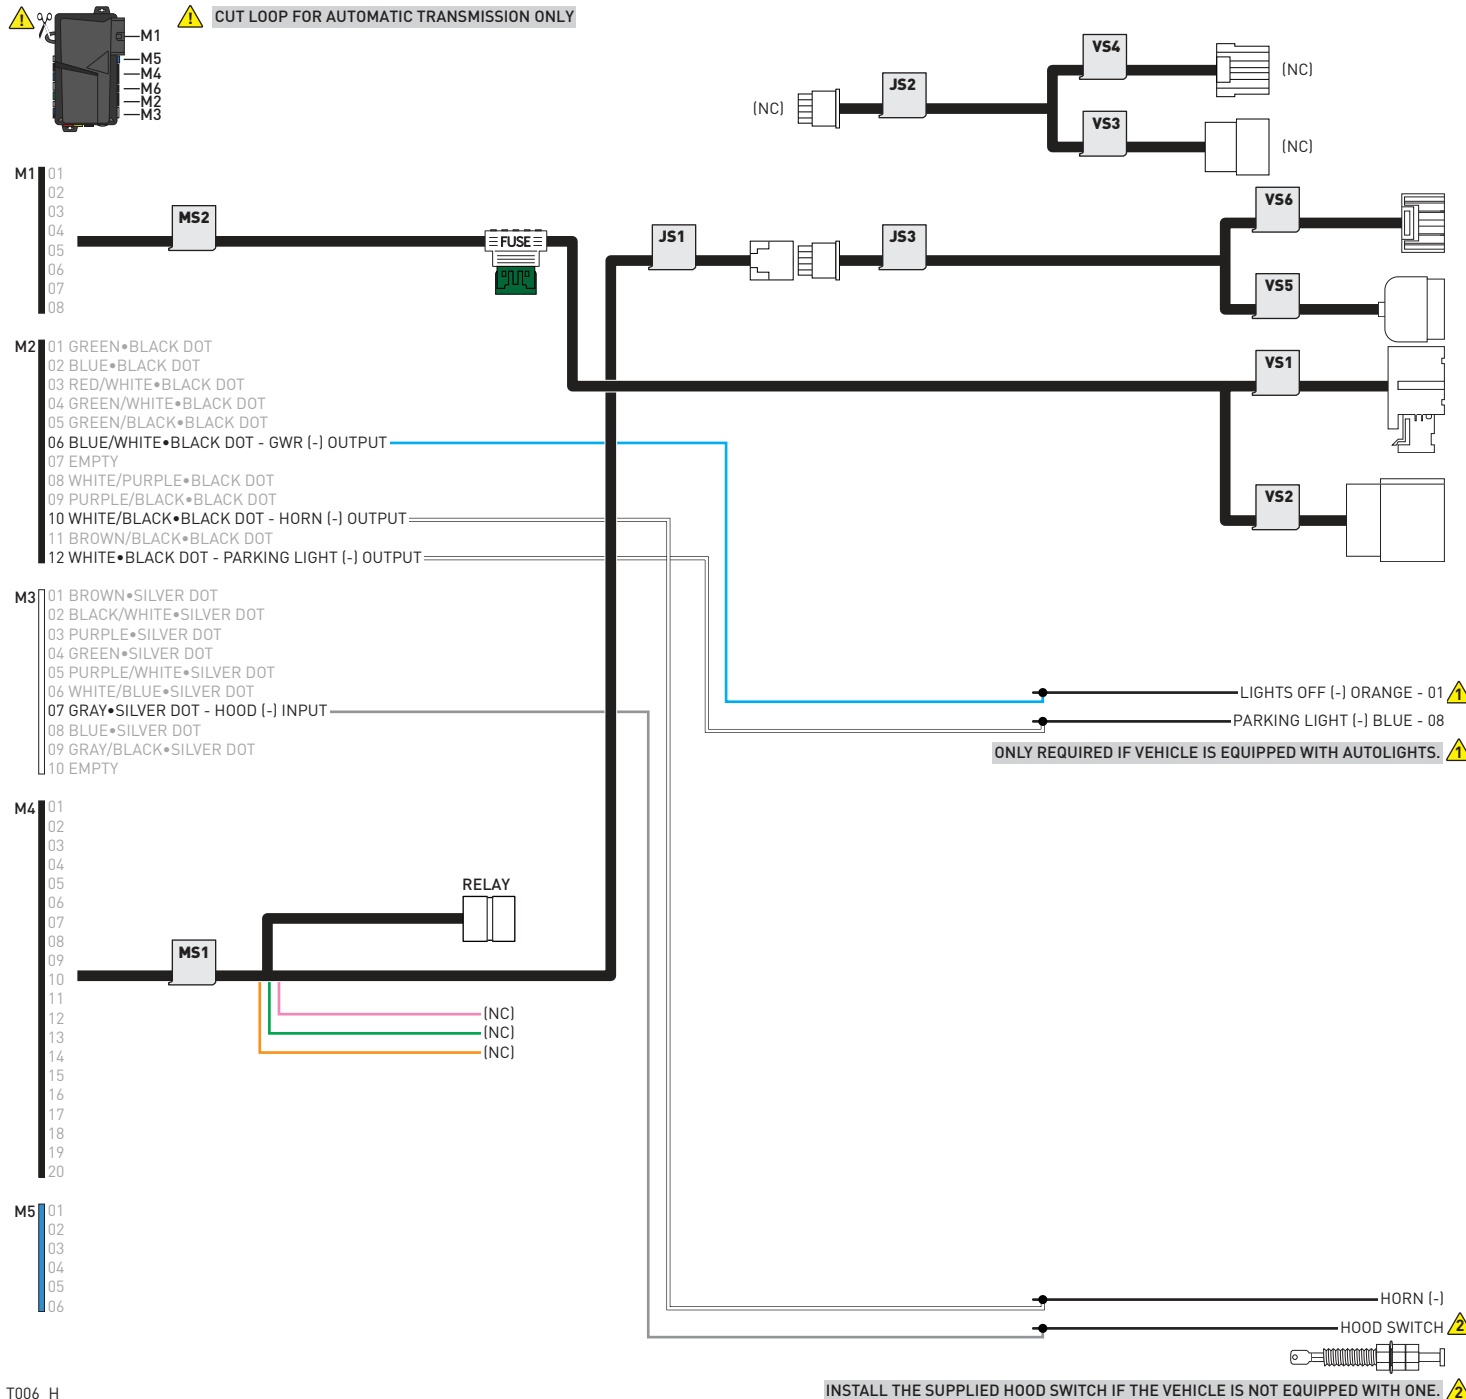 CUT LOOP FOR AUTOMATIC TRANSMISSION ONLY
M1
M5
M4
M6
M2
M3
VS4
(NC)
JS2
(NC)
VS3
(NC)
M1
01
02
03
04
05
06
07
08
MS2
FUSE
JS1
JS3
VS6
VS5
VS1
VS2
M2
01 GREEN•BLACK DOT
02 BLUE•BLACK DOT
03 RED/WHITE•BLACK DOT
04 GREEN/WHITE•BLACK DOT
05 GREEN/BLACK•BLACK DOT
06 BLUE/WHITE•BLACK DOT - GWR (-) OUTPUT
07 EMPTY
08 WHITE/PURPLE•BLACK DOT
09 PURPLE/BLACK•BLACK DOT
10 WHITE/BLACK•BLACK DOT - HORN (-) OUTPUT
11 BROWN/BLACK•BLACK DOT
12 WHITE•BLACK DOT - PARKING LIGHT (-) OUTPUT
M3
01 BROWN•SILVER DOT
02 BLACK/WHITE•SILVER DOT
03 PURPLE•SILVER DOT
04 GREEN•SILVER DOT
05 PURPLE/WHITE•SILVER DOT
06 WHITE/BLUE•SILVER DOT
07 GRAY•SILVER DOT - HOOD (-) INPUT
08 BLUE•SILVER DOT
09 GRAY/BLACK•SILVER DOT
10 EMPTY
LIGHTS OFF (-) ORANGE - 01 1
PARKING LIGHT (-) BLUE - 08
ONLY REQUIRED IF VEHICLE IS EQUIPPED WITH AUTOLIGHTS. 1
M4
01
02
03
04
05
06
07
08
09
10
11
12
13
14
15
16
17
18
19
20
RELAY
MS1
(NC)
(NC)
(NC)
M5
01
02
03
04
05
06
HORN (-)
HOOD SWITCH 2
INSTALL THE SUPPLIED HOOD SWITCH IF THE VEHICLE IS NOT EQUIPPED WITH ONE. 2
T006_H